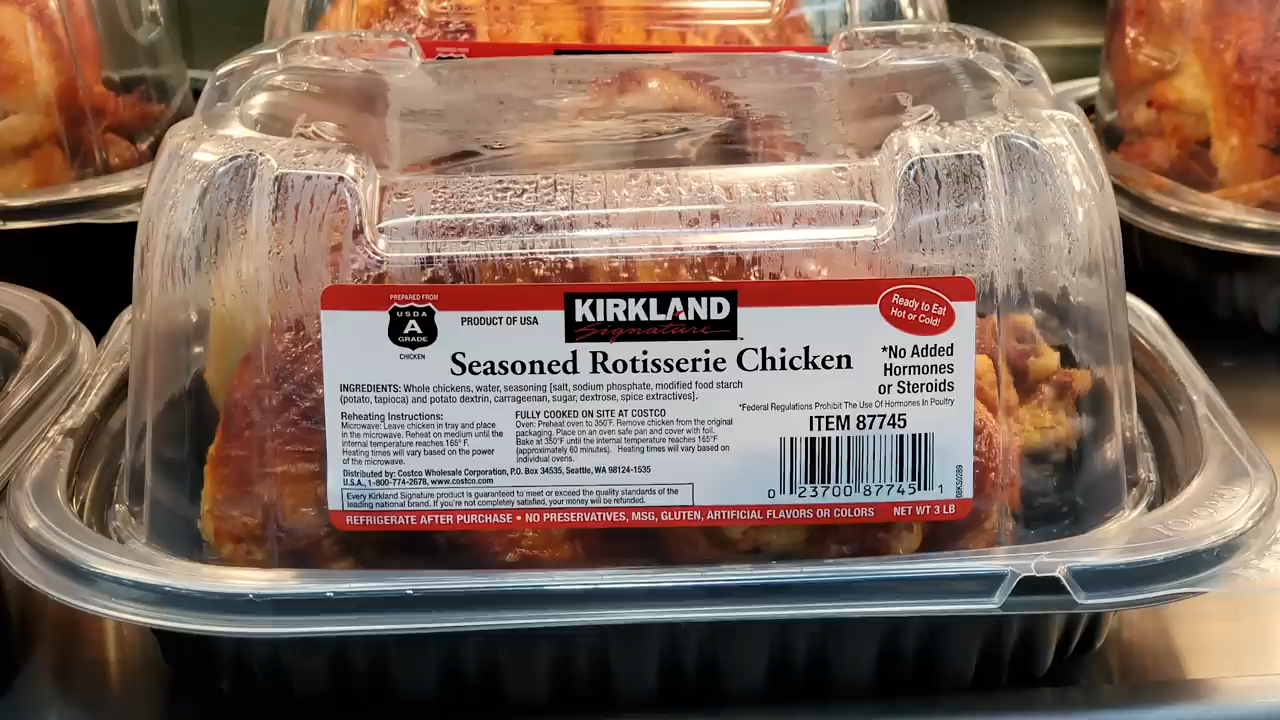 PREPARED FROM
USDA
A
GRADE
CHICKEN
PRODUCT OF USA
KIRKLAND
Signature
Ready to Eat
Hot or Cold!
Seasoned Rotisserie Chicken
*No Added
Hormones
or Steroids
INGREDIENTS: Whole chickens, water, seasoning [salt, sodium phosphate, modified food starch
(potato, tapioca) and potato dextrin, carrageenan, sugar, dextrose, spice extractives].
*Federal Regulations Prohibit The Use Of Hormones In Poultry
Reheating Instructions:
Microwave: Leave chicken in tray and place
in the microwave. Reheat on medium until the
internal temperature reaches 165° F.
Heating times will vary based on the power
of the microwave.
FULLY COOKED ON SITE AT COSTCO
Oven: Preheat oven to 350°F. Remove chicken from the original
packaging. Place on an oven safe pan and cover with foil.
Bake at 350°F until the internal temperature reaches 165°F
(approximately 60 minutes). Heating times will vary based on
individual ovens.
ITEM 87745
0 23700 87745 1
Distributed by: Costco Wholesale Corporation, P.O. Box 34535, Seattle, WA 98124-1535
U.S.A., 1-800-774-2678, www.costco.com
Every Kirkland Signature product is guaranteed to meet or exceed the quality standards of the
leading national brand. If you're not completely satisfied, your money will be refunded.
REFRIGERATE AFTER PURCHASE • NO PRESERVATIVES, MSG, GLUTEN, ARTIFICIAL FLAVORS OR COLORS NET WT 3 LB